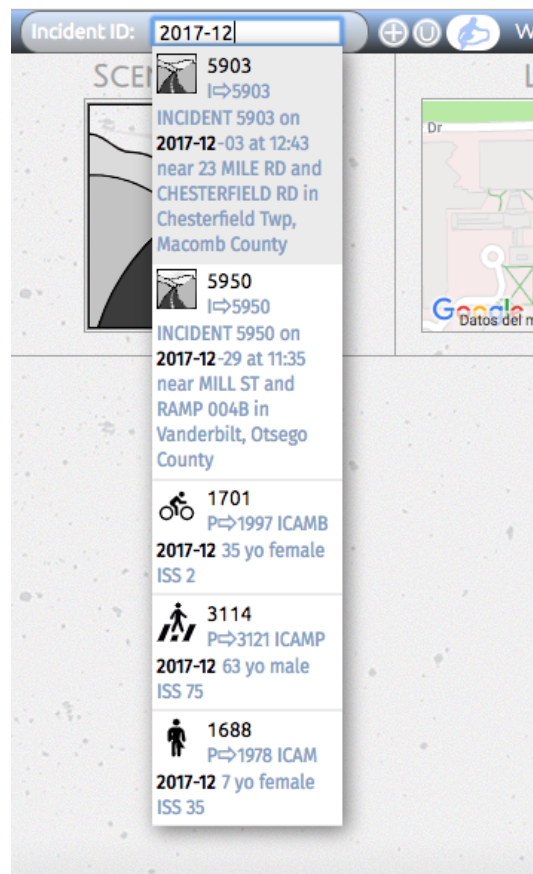 Incident ID: 2017-12
W
SCEN
L
5903
I⇨5903
INCIDENT 5903 on
2017-12-03 at 12:43
near 23 MILE RD and
CHESTERFIELD RD in
Chesterfield Twp,
Macomb County
Dr
Google
Datos del m
5950
I⇨5950
INCIDENT 5950 on
2017-12-29 at 11:35
near MILL ST and
RAMP 004B in
Vanderbilt, Otsego
County
1701
P⇨1997 ICAMB
2017-12 35 yo female
ISS 2
3114
P⇨3121 ICAMP
2017-12 63 yo male
ISS 75
1688
P⇨1978 ICAM
2017-12 7 yo female
ISS 35